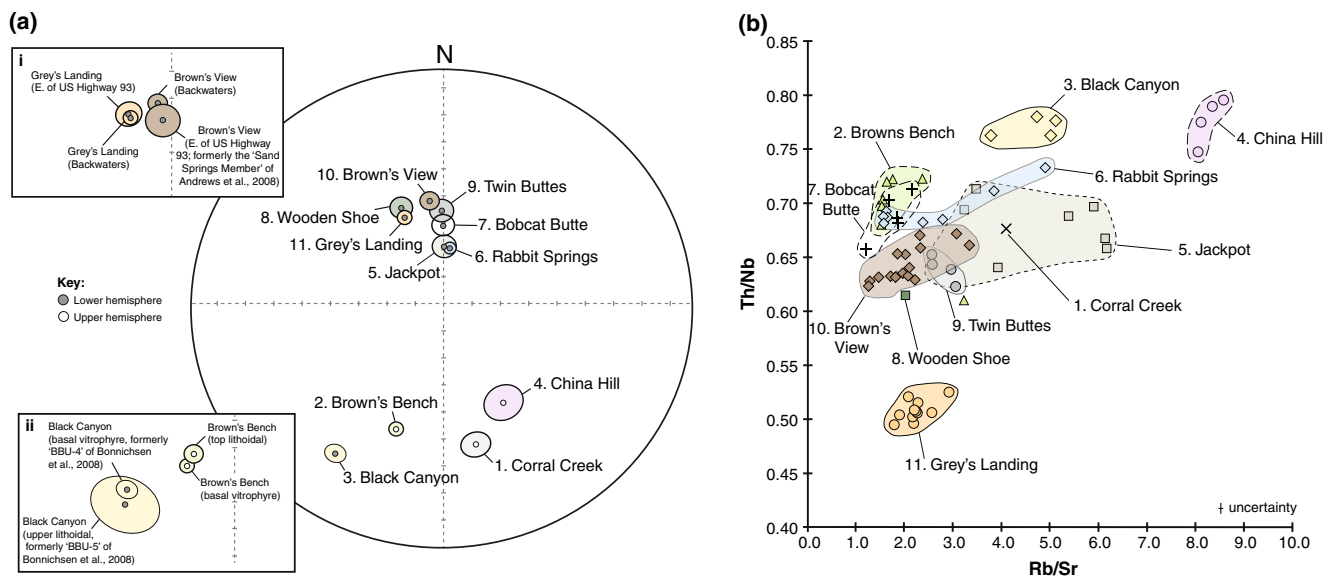 (a)
i
Grey's Landing
(E. of US Highway 93)
Brown's View
(Backwaters)
Grey's Landing
(Backwaters)
Brown's View
(E. of US Highway
93; formerly the 'Sand
Springs Member' of
Andrews et al., 2008)
N
10. Brown's View
9. Twin Buttes
8. Wooden Shoe
7. Bobcat Butte
11. Grey's Landing
6. Rabbit Springs
5. Jackpot
Key:
Lower hemisphere
Upper hemisphere
4. China Hill
2. Brown's Bench
1. Corral Creek
3. Black Canyon
ii
Black Canyon
(basal vitrophyre, formerly
'BBU-4' of Bonnichsen
et al., 2008)
Brown's Bench
(top lithoidal)
Brown's Bench
(basal vitrophyre)
Black Canyon
(upper lithoidal,
formerly 'BBU-5' of
Bonnichsen et al., 2008)
(b)
0.85
0.80
0.75
0.70
0.65
0.60
0.55
0.50
0.45
0.40
Th/Nb
3. Black Canyon
2. Browns Bench
4. China Hill
7. Bobcat
Butte
6. Rabbit Springs
5. Jackpot
1. Corral Creek
10. Brown's
View
9. Twin Buttes
8. Wooden Shoe
11. Grey's Landing
uncertainty
0.0 1.0 2.0 3.0 4.0 5.0 6.0 7.0 8.0 9.0 10.0
Rb/Sr